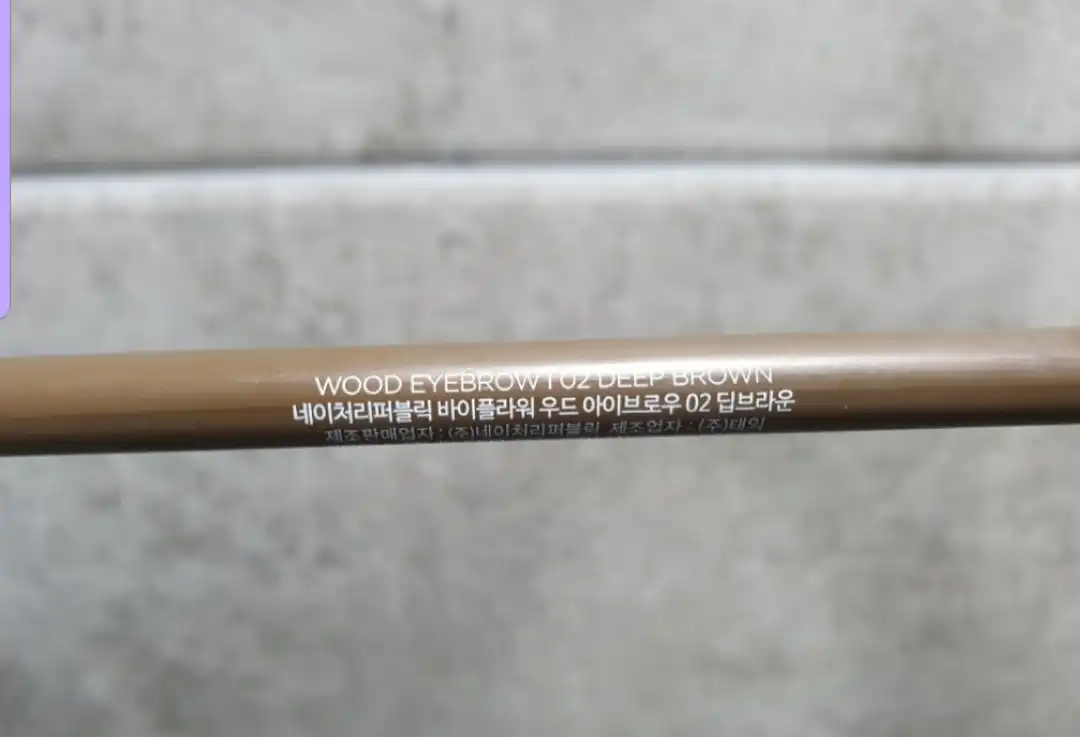 WOOD EYEBROW | 02 DEEP BROWN
네이처리퍼블릭 바이플라워 우드 아이브로우 02 딥브라운
제조판매업자 : (주)네이처리퍼블릭 제조업자 : (주)태잉